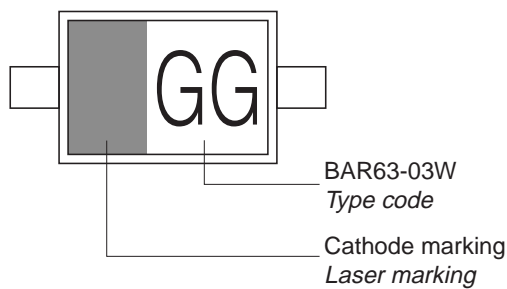 GG
BAR63-03W
Type code
Cathode marking
Laser marking